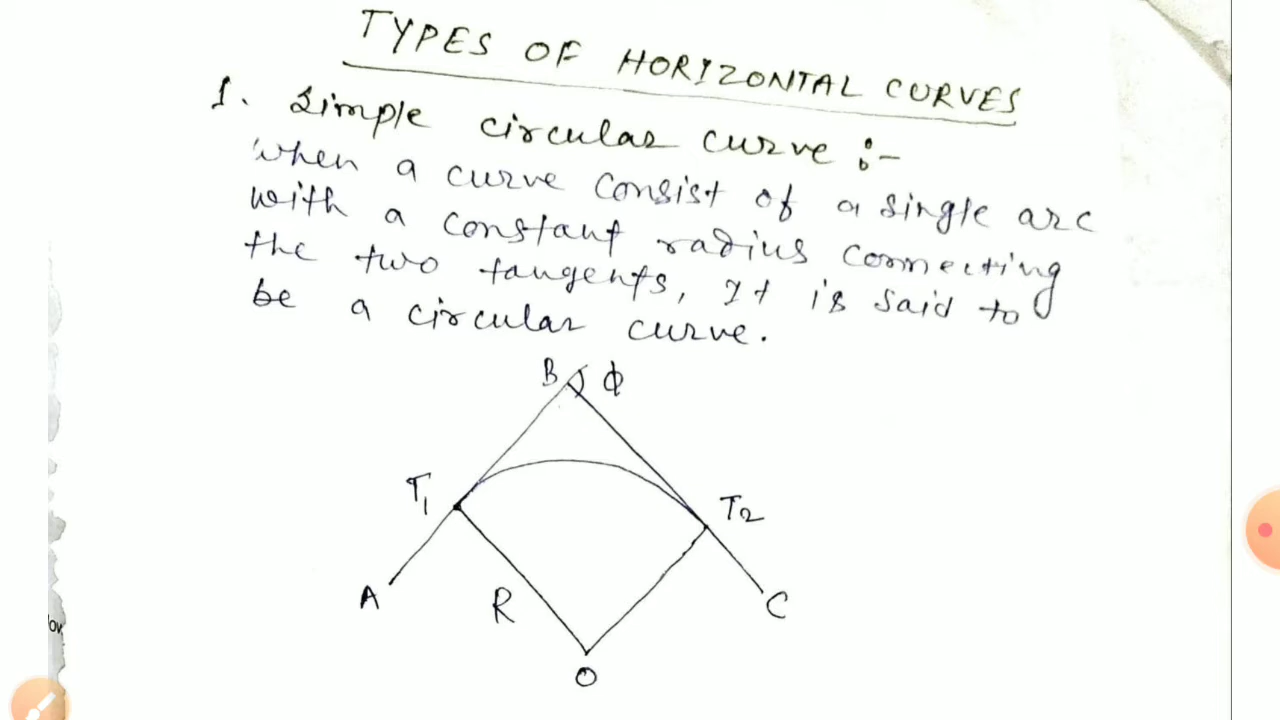 TYPES OF HORIZONTAL CURVES
1. Simple circular curve :-
when a curve consist of a single arc
with a constant radius connecting
the two tangents, It is said to
be a circular curve.
B ϕ
T1
T2
A
R
C
O
low